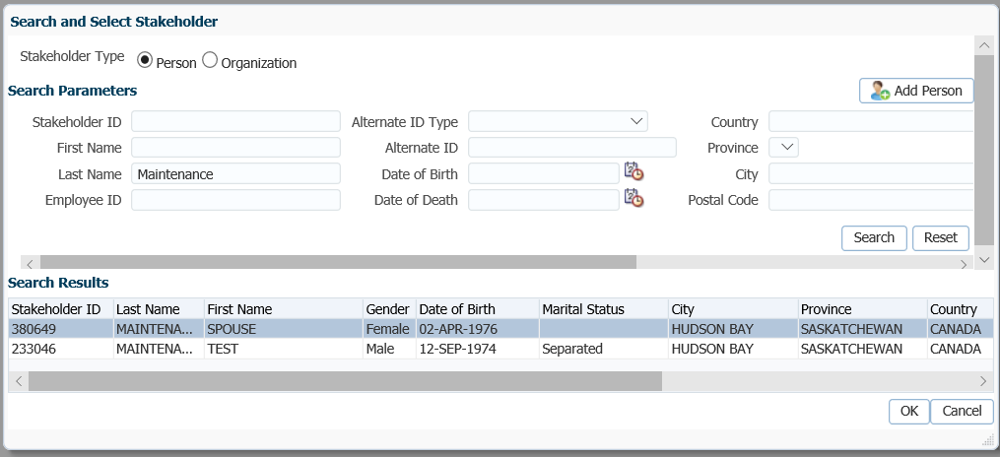 Search and Select Stakeholder
Stakeholder Type Person Organization
Search Parameters Add Person
Stakeholder ID Alternate ID Type Country
First Name Alternate ID Province
Last Name Maintenance Date of Birth City
Employee ID Date of Death Postal Code
Search Reset
Search Results
Stakeholder ID Last Name First Name Gender Date of Birth Marital Status City Province Country
380649 MAINTENA... SPOUSE Female 02-APR-1976 HUDSON BAY SASKATCHEWAN CANADA
233046 MAINTENA... TEST Male 12-SEP-1974 Separated HUDSON BAY SASKATCHEWAN CANADA
OK Cancel